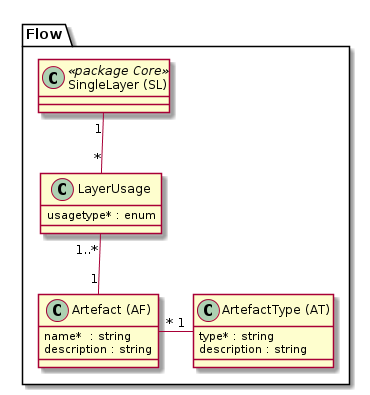 Flow
C «package Core»
SingleLayer (SL)
1
*
C LayerUsage
usagetype* : enum
1..*
1
C Artefact (AF)
name* : string
description : string
* 1
C ArtefactType (AT)
type* : string
description : string